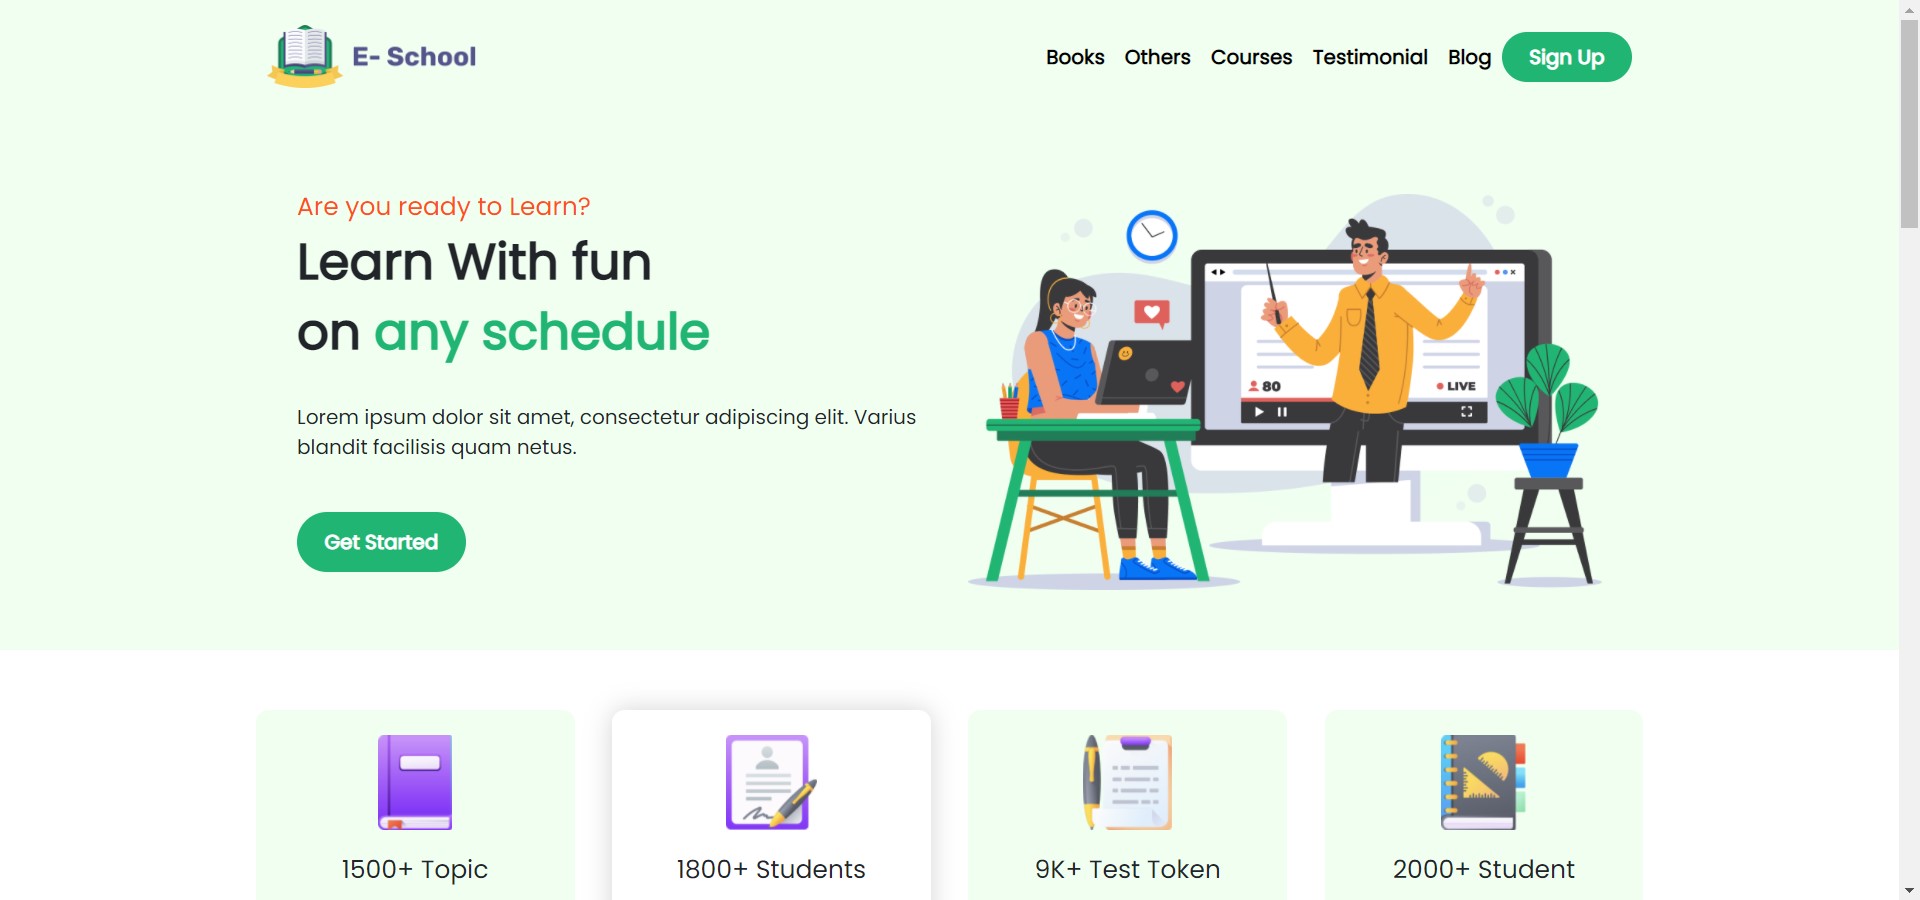 E- School
Books Others Courses Testimonial Blog Sign Up
Are you ready to Learn?
Learn With fun
on any schedule
Lorem ipsum dolor sit amet, consectetur adipiscing elit. Varius
blandit facilisis quam netus.
Get Started
80
LIVE
1500+ Topic
1800+ Students
9K+ Test Token
2000+ Student